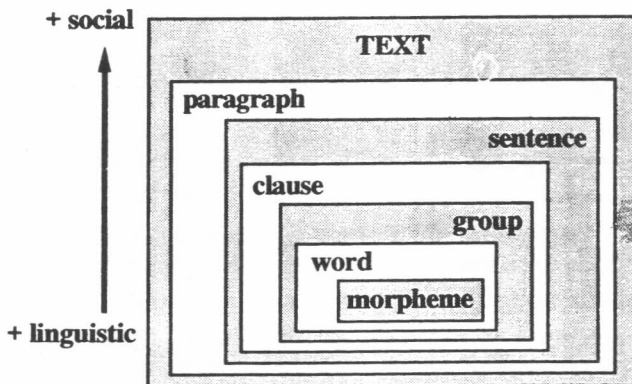 + social
TEXT
paragraph
sentence
clause
group
word
morpheme
+ linguistic